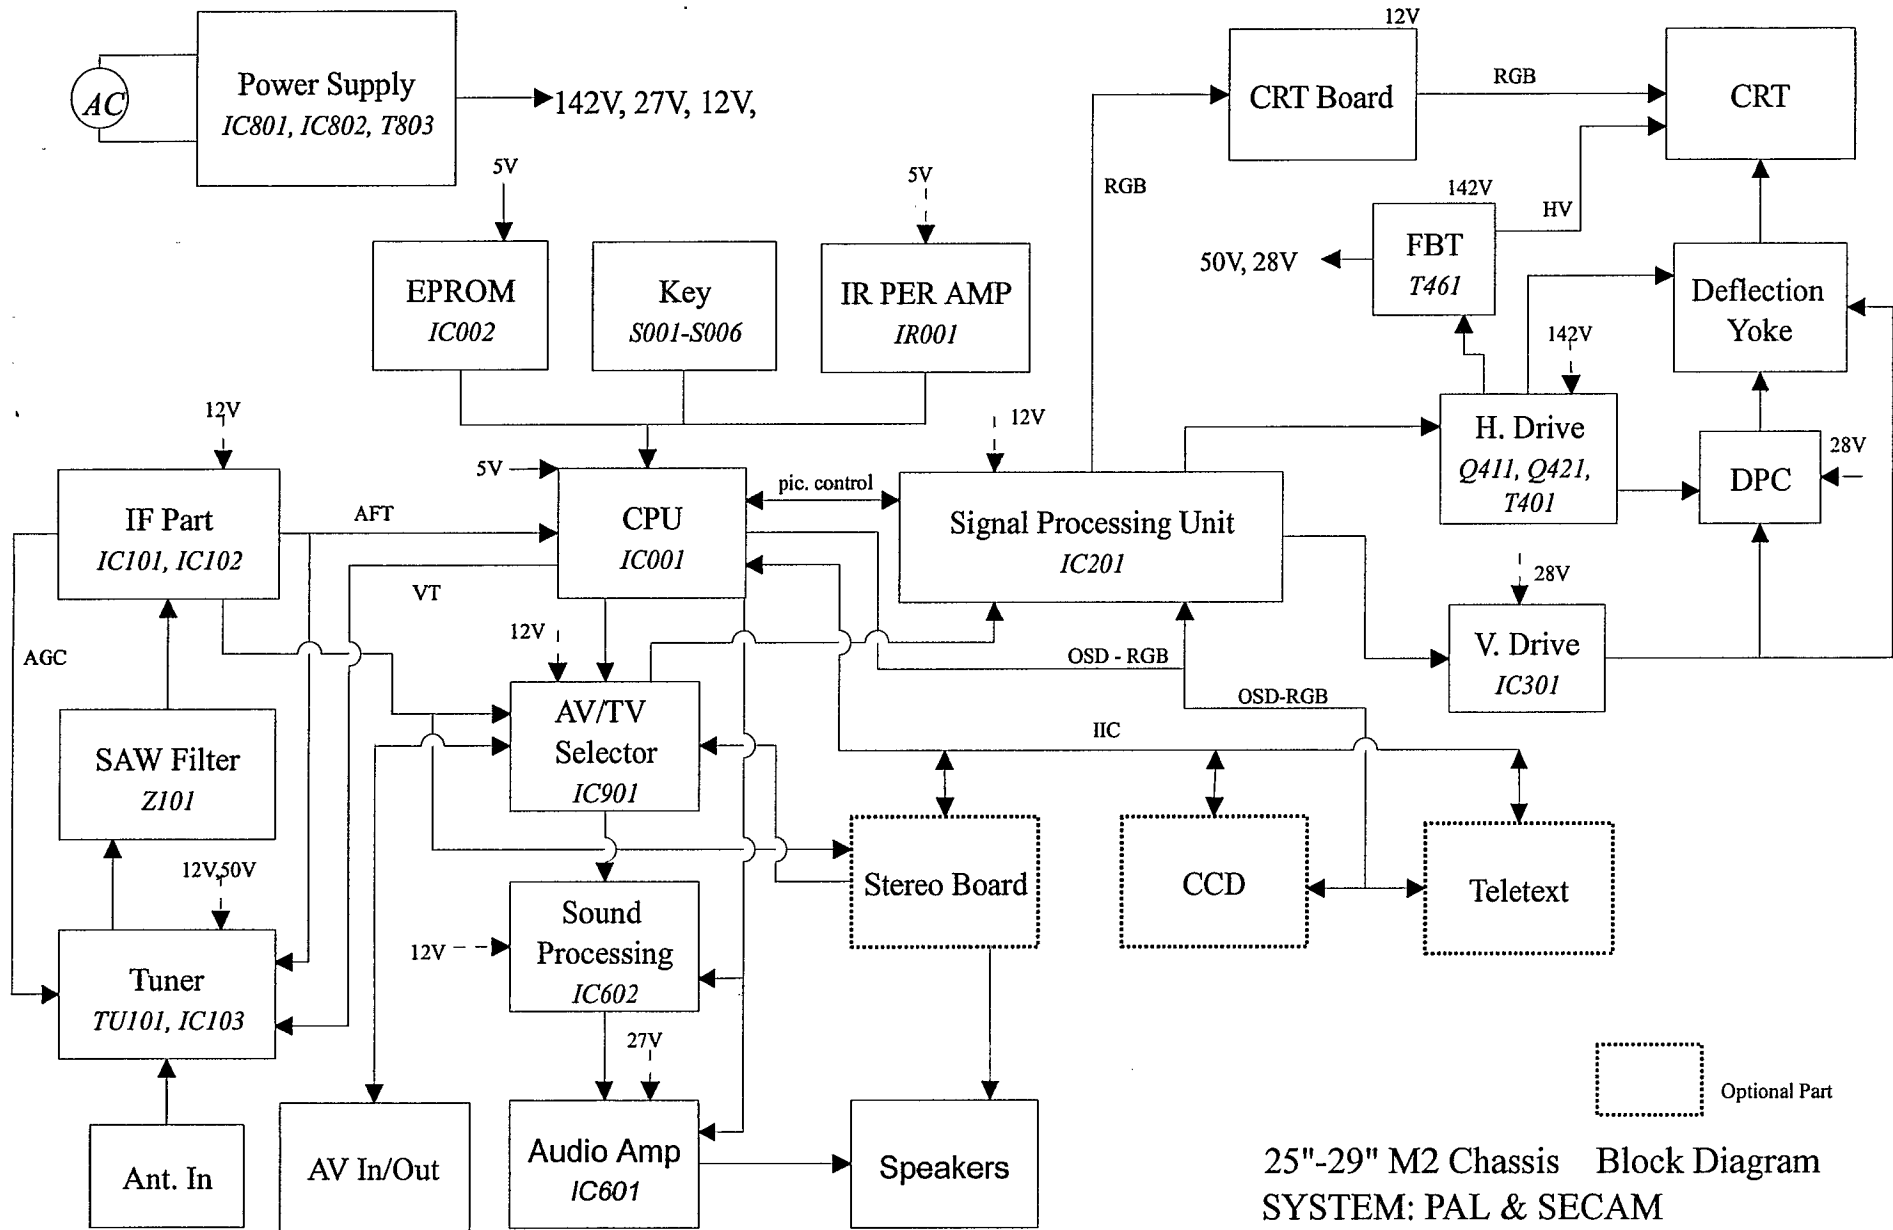 12V
AC
Power Supply
IC801, IC802, T803
142V, 27V, 12V,
CRT Board
RGB
CRT
5V
5V
RGB
142V
HV
FBT
T461
50V, 28V
EPROM
IC002
Key
S001-S006
IR PER AMP
IR001
Deflection
Yoke
142V
12V
12V
H. Drive
Q411, Q421,
T401
28V
DPC
5V
pic. control
IF Part
IC101, IC102
AFT
CPU
IC001
Signal Processing Unit
IC201
VT
28V
12V
AGC
OSD - RGB
V. Drive
IC301
OSD-RGB
AV/TV
Selector
IC901
IIC
SAW Filter
Z101
12V,50V
Stereo Board
CCD
Teletext
Sound
Processing
IC602
12V
Tuner
TU101, IC103
27V
Optional Part
Ant. In
AV In/Out
Audio Amp
IC601
Speakers
25"-29" M2 Chassis Block Diagram
SYSTEM: PAL & SECAM